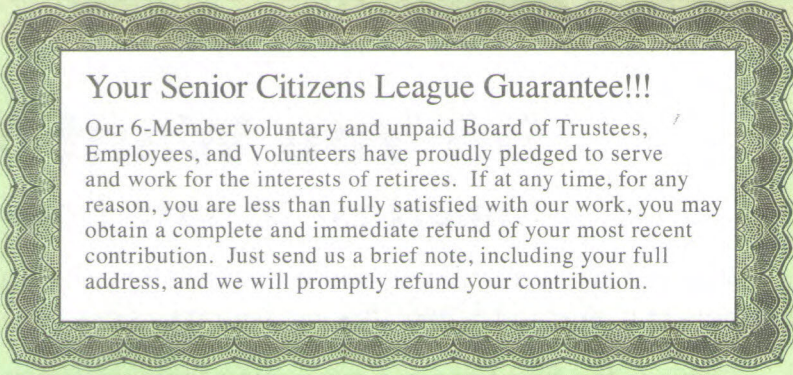 Your Senior Citizens League Guarantee!!!
Our 6-Member voluntary and unpaid Board of Trustees,
Employees, and Volunteers have proudly pledged to serve
and work for the interests of retirees.  If at any time, for any
reason, you are less than fully satisfied with our work, you may
obtain a complete and immediate refund of your most recent
contribution.  Just send us a brief note, including your full
address, and we will promptly refund your contribution.